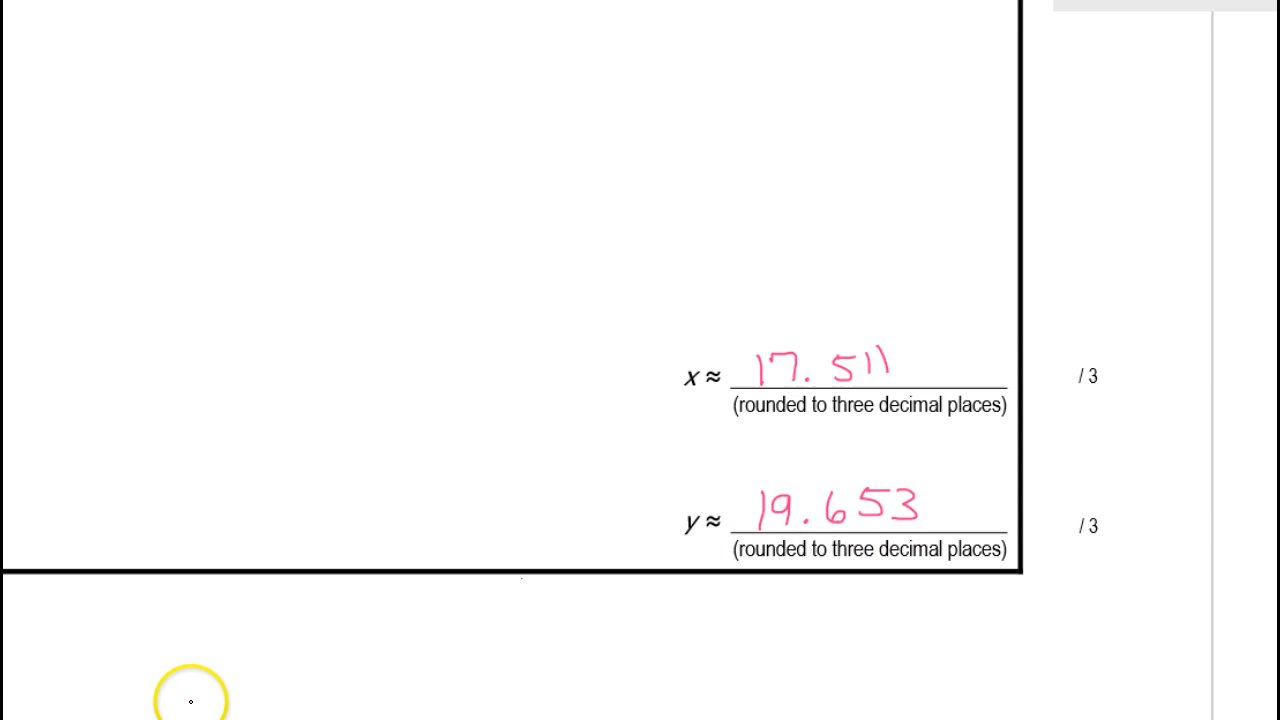 x ≈ 17.511 / 3
(rounded to three decimal places)
y ≈ 19.653 / 3
(rounded to three decimal places)